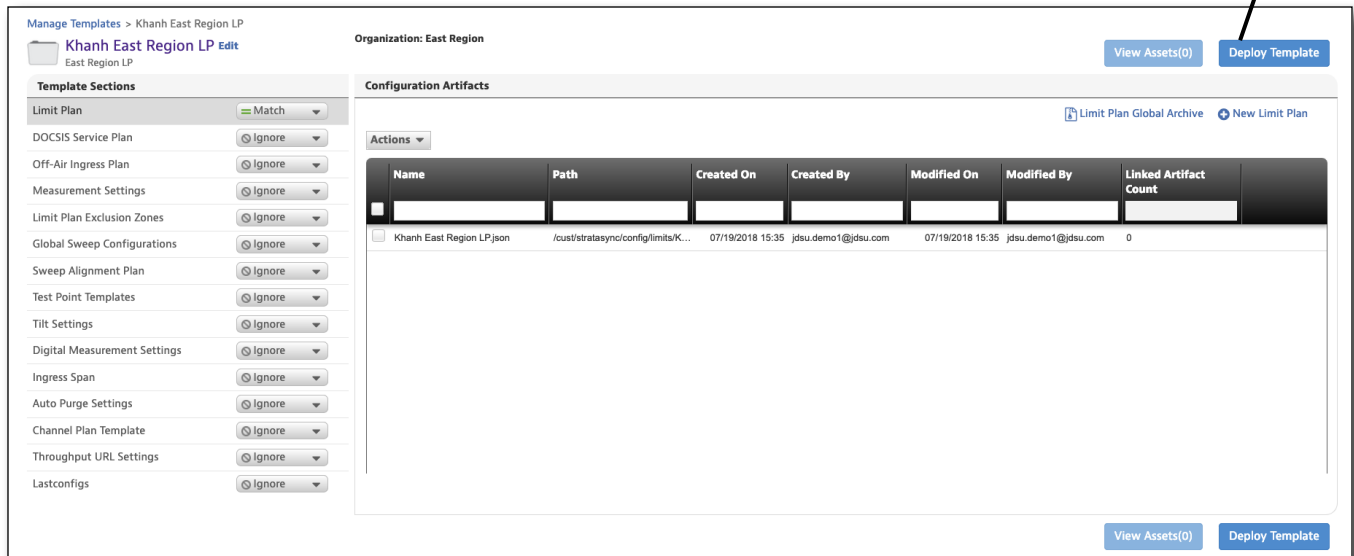 Manage Templates > Khanh East Region LP
Khanh East Region LP Edit
East Region LP
Organization: East Region
View Assets(0)
Deploy Template
Template Sections
Configuration Artifacts
Limit Plan
Match
Limit Plan Global Archive
New Limit Plan
DOCSIS Service Plan
Ignore
Actions
Off-Air Ingress Plan
Ignore
Measurement Settings
Ignore
Limit Plan Exclusion Zones
Ignore
Global Sweep Configurations
Ignore
Sweep Alignment Plan
Ignore
Test Point Templates
Ignore
Tilt Settings
Ignore
Digital Measurement Settings
Ignore
Ingress Span
Ignore
Auto Purge Settings
Ignore
Channel Plan Template
Ignore
Throughput URL Settings
Ignore
Lastconfigs
Ignore
Name
Path
Created On
Created By
Modified On
Modified By
Linked Artifact
Count
Khanh East Region LP.json
/cust/stratasync/config/limits/K...
07/19/2018 15:35
jdsu.demo1@jdsu.com
07/19/2018 15:35
jdsu.demo1@jdsu.com
0
View Assets(0)
Deploy Template